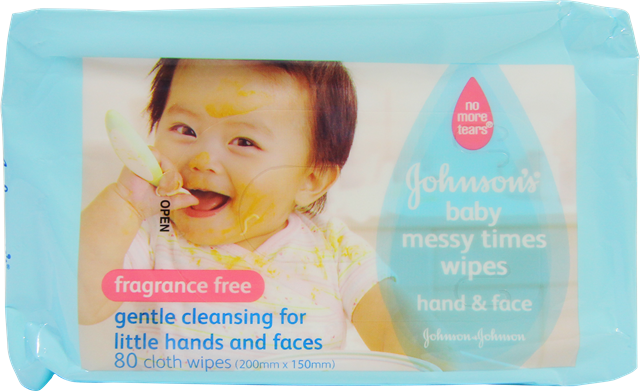 no
more
tears®
Johnson's®
baby
messy times
wipes
hand & face
Johnson & Johnson
OPEN
fragrance free
gentle cleansing for
little hands and faces
80 cloth wipes (200mm x 150mm)